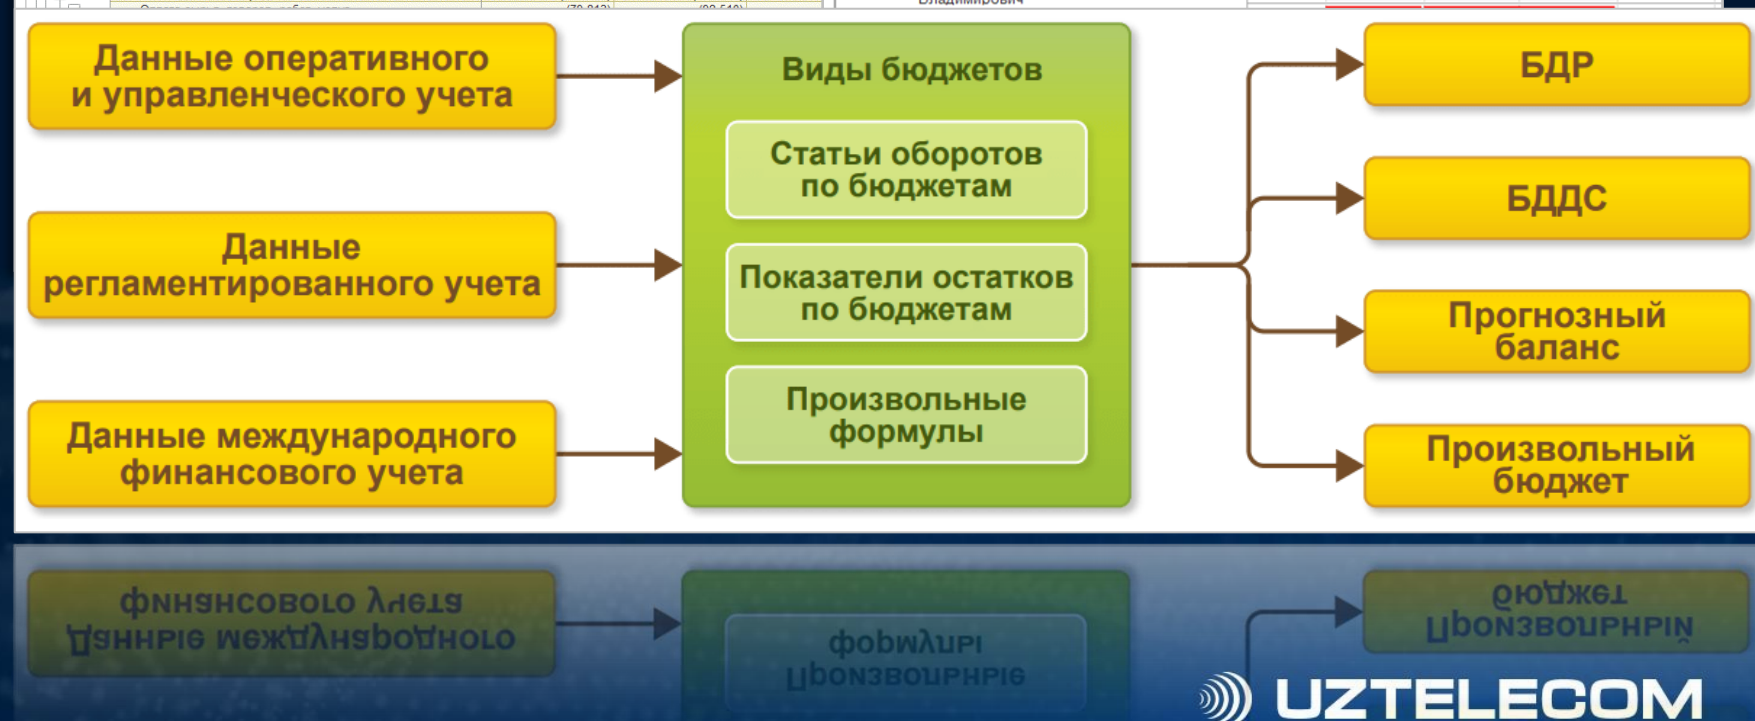 Владимирович
Данные оперативного
и управленческого учета
Данные
регламентированного учета
Данные международного
финансового учета
Виды бюджетов
Статьи оборотов
по бюджетам
Показатели остатков
по бюджетам
Произвольные
формулы
БДР
БДДС
Прогнозный
баланс
Произвольный
бюджет
UZTELECOM